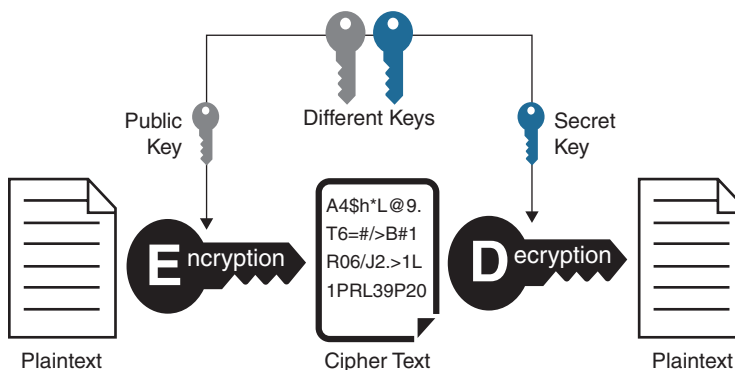 Public
Key
Different Keys
Secret
Key
Encryption
A4$h*L@9.
T6=#/>B#1
R06/J2.>1L
1PRL39P20
Decryption
Plaintext
Cipher Text
Plaintext